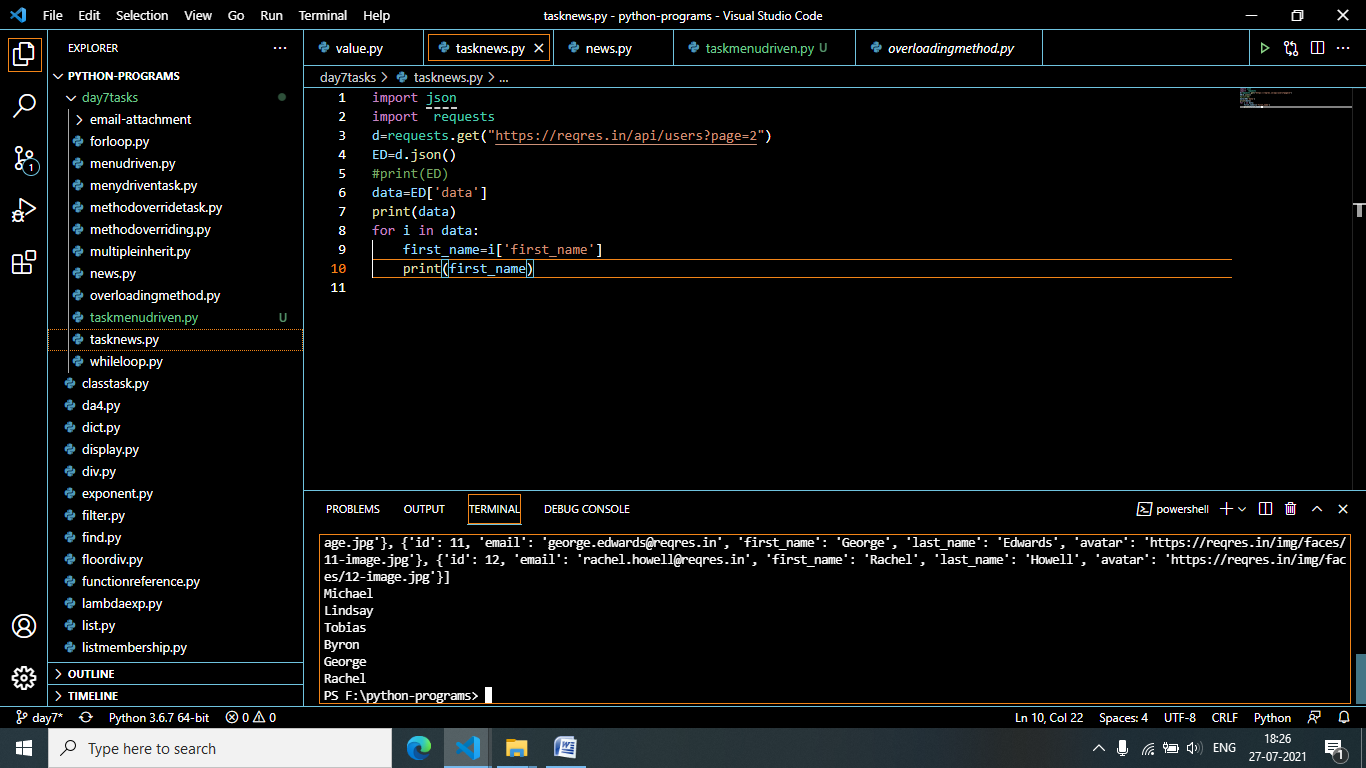 File Edit Selection View Go Run Terminal Help tasknews.py - python-programs - Visual Studio Code
EXPLORER
value.py tasknews.py news.py taskmenudriven.py U overloadingmethod.py
PYTHON-PROGRAMS
day7tasks > tasknews.py > ...
day7tasks
email-attachment
forloop.py
menudriven.py
menydriventask.py
methodoverridetask.py
methodoverriding.py
multipleinherit.py
news.py
overloadingmethod.py
taskmenudriven.py U
tasknews.py
whileloop.py
classtask.py
da4.py
dict.py
display.py
div.py
exponent.py
filter.py
find.py
floordiv.py
functionreference.py
lambdaexp.py
list.py
listmembership.py
OUTLINE
TIMELINE
1 import json
2 import  requests
3 d=requests.get("https://reqres.in/api/users?page=2")
4 ED=d.json()
5 #print(ED)
6 data=ED['data']
7 print(data)
8 for i in data:
9     first_name=i['first_name']
10     print(first_name)
11
PROBLEMS OUTPUT TERMINAL DEBUG CONSOLE powershell
age.jpg'}, {'id': 11, 'email': 'george.edwards@reqres.in', 'first_name': 'George', 'last_name': 'Edwards', 'avatar': 'https://reqres.in/img/faces/
11-image.jpg'}, {'id': 12, 'email': 'rachel.howell@reqres.in', 'first_name': 'Rachel', 'last_name': 'Howell', 'avatar': 'https://reqres.in/img/fac
es/12-image.jpg'}]
Michael
Lindsay
Tobias
Byron
George
Rachel
PS F:\python-programs>
day7* Python 3.6.7 64-bit 0 0 Ln 10, Col 22 Spaces: 4 UTF-8 CRLF Python
Type here to search
ENG
18:26
27-07-2021
1
1